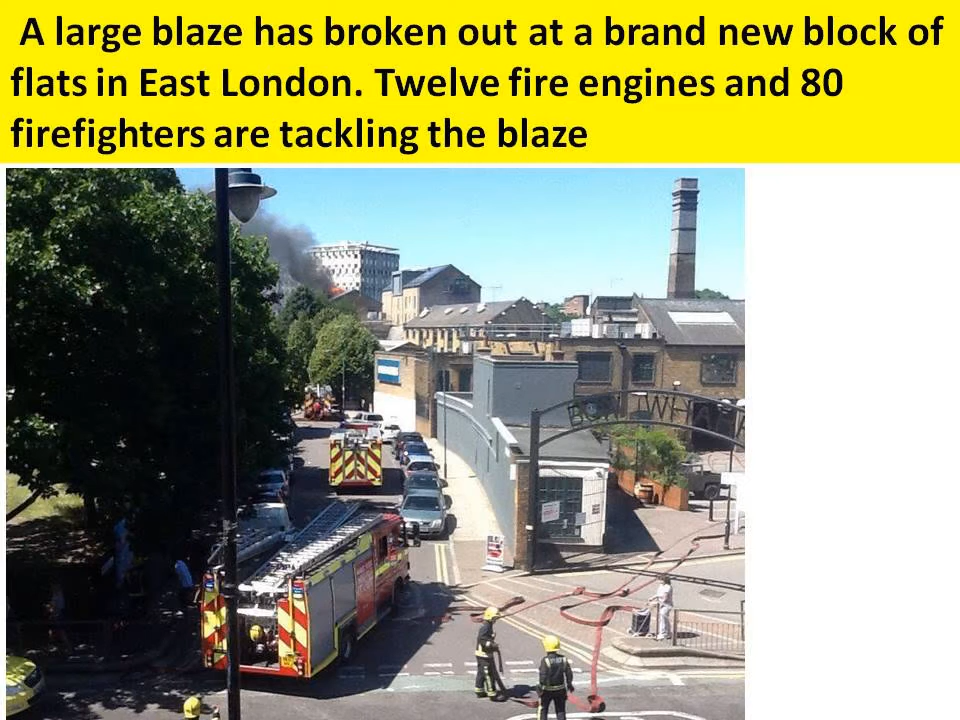 A large blaze has broken out at a brand new block of
flats in East London. Twelve fire engines and 80
firefighters are tackling the blaze